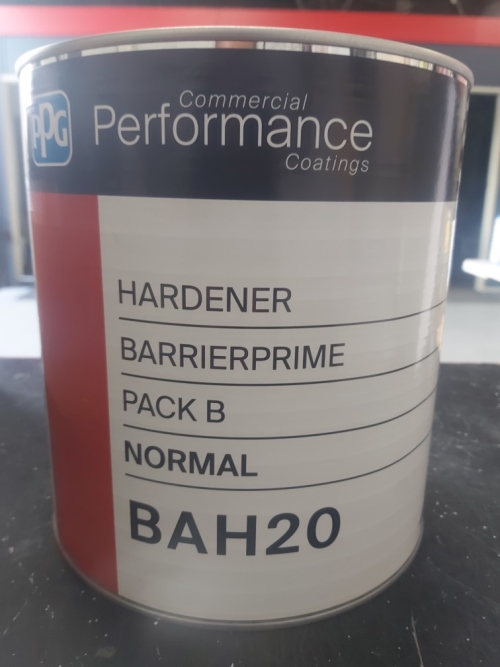 PPG
Commercial
Performance
Coatings
HARDENER
BARRIERPRIME
PACK B
NORMAL
BAH20